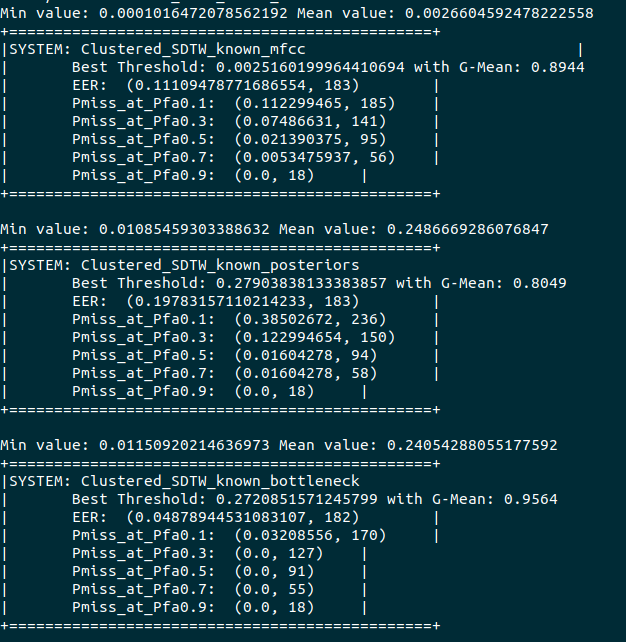 Min value: 0.0001016472078562192 Mean value: 0.0026604592478222558
+===============================================+
|SYSTEM: Clustered_SDTW_known_mfcc |
| Best Threshold: 0.0025160199964410694 with G-Mean: 0.8944
| EER: (0.11109478771686554, 183) |
| Pmiss_at_Pfa0.1: (0.112299465, 185) |
| Pmiss_at_Pfa0.3: (0.07486631, 141) |
| Pmiss_at_Pfa0.5: (0.021390375, 95) |
| Pmiss_at_Pfa0.7: (0.0053475937, 56) |
| Pmiss_at_Pfa0.9: (0.0, 18) |
+===============================================+
Min value: 0.01085459303388632 Mean value: 0.2486669286076847
+===============================================+
|SYSTEM: Clustered_SDTW_known_posteriors
| Best Threshold: 0.27903838133383857 with G-Mean: 0.8049
| EER: (0.19783157110214233, 183) |
| Pmiss_at_Pfa0.1: (0.38502672, 236) |
| Pmiss_at_Pfa0.3: (0.122994654, 150) |
| Pmiss_at_Pfa0.5: (0.01604278, 94) |
| Pmiss_at_Pfa0.7: (0.01604278, 58) |
| Pmiss_at_Pfa0.9: (0.0, 18) |
+===============================================+
Min value: 0.01150920214636973 Mean value: 0.24054288055177592
+===============================================+
|SYSTEM: Clustered_SDTW_known_bottleneck
| Best Threshold: 0.2720851571245799 with G-Mean: 0.9564
| EER: (0.04878944531083107, 182) |
| Pmiss_at_Pfa0.1: (0.03208556, 170) |
| Pmiss_at_Pfa0.3: (0.0, 127) |
| Pmiss_at_Pfa0.5: (0.0, 91) |
| Pmiss_at_Pfa0.7: (0.0, 55) |
| Pmiss_at_Pfa0.9: (0.0, 18) |
+===============================================+